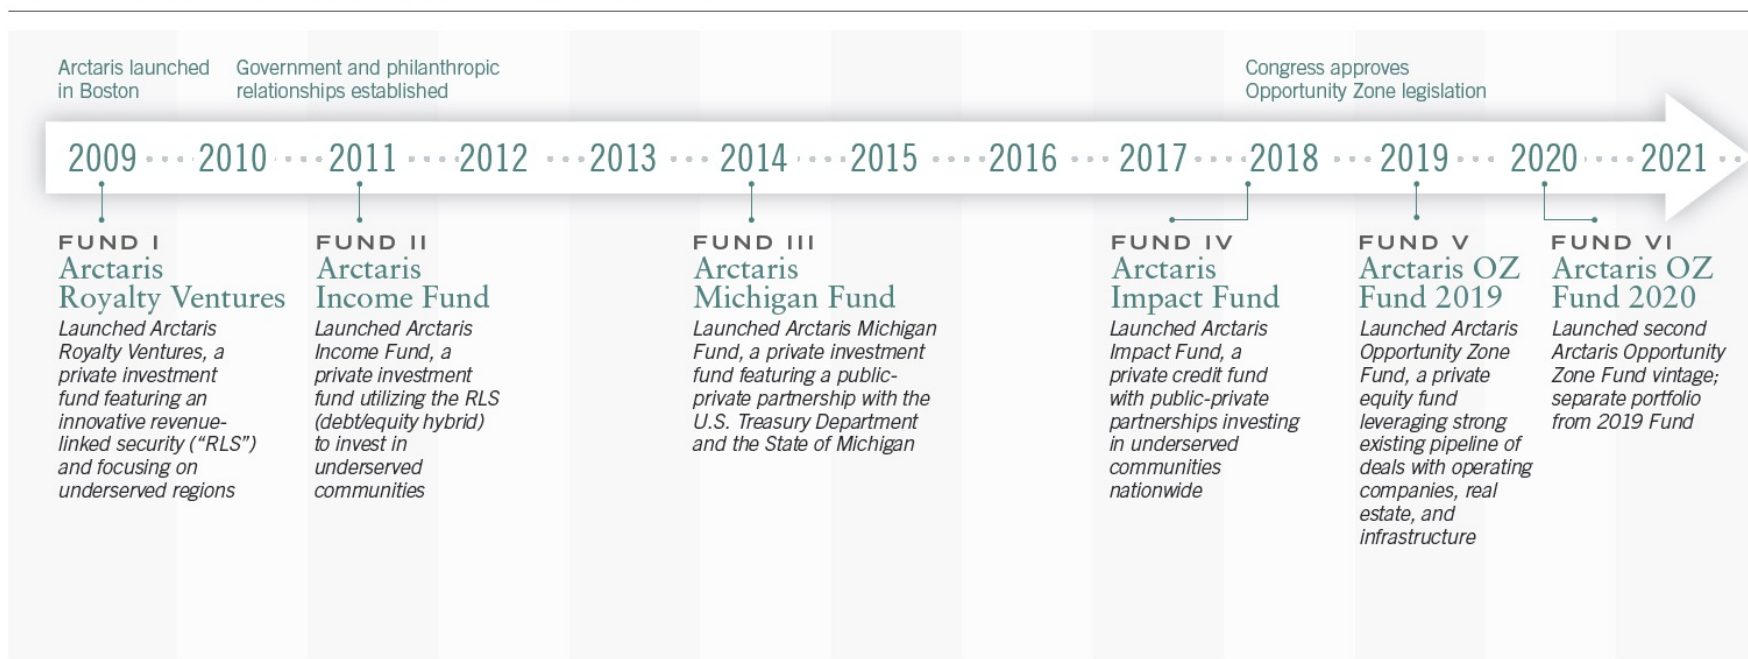 Arctaris launched
in Boston
Government and philanthropic
relationships established
Congress approves
Opportunity Zone legislation
2009 2010 2011 2012 2013 2014 2015 2016 2017 2018 2019 2020 2021
FUND I
Arctaris
Royalty Ventures
Launched Arctaris
Royalty Ventures, a
private investment
fund featuring an
innovative revenue-
linked security (“RLS”)
and focusing on
underserved regions
FUND II
Arctaris
Income Fund
Launched Arctaris
Income Fund, a
private investment
fund utilizing the RLS
(debt/equity hybrid)
to invest in
underserved
communities
FUND III
Arctaris
Michigan Fund
Launched Arctaris Michigan
Fund, a private investment
fund featuring a public-
private partnership with the
U.S. Treasury Department
and the State of Michigan
FUND IV
Arctaris
Impact Fund
Launched Arctaris
Impact Fund, a
private credit fund
with public-private
partnerships investing
in underserved
communities
nationwide
FUND V
Arctaris OZ
Fund 2019
Launched Arctaris
Opportunity Zone
Fund, a private
equity fund
leveraging strong
existing pipeline of
deals with operating
companies, real
estate, and
infrastructure
FUND VI
Arctaris OZ
Fund 2020
Launched second
Arctaris Opportunity
Zone Fund vintage;
separate portfolio
from 2019 Fund